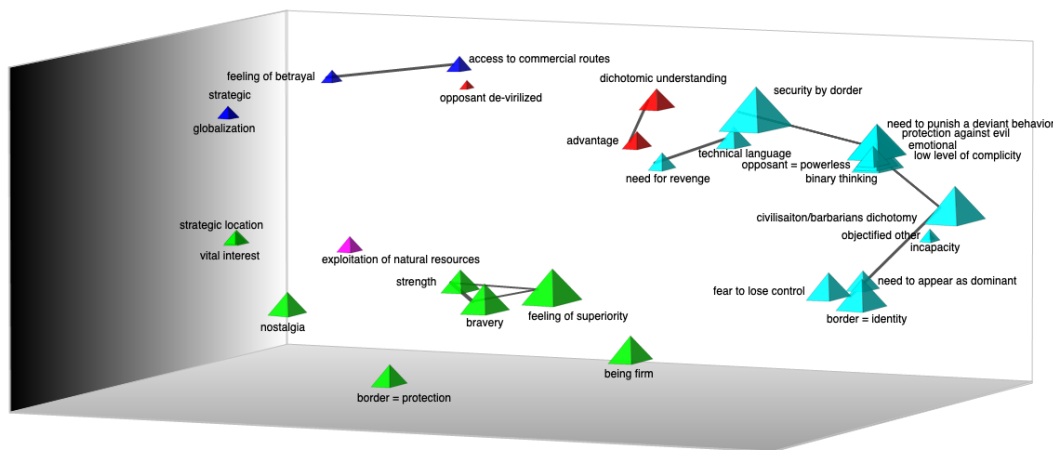 access to commercial routes
feeling of betrayal
dichotomic understanding
strategic
opposant de-virilized
security by dorder
globalization
need to punish a deviant behavior
protection against evil
advantage
emotional
technical language
low level of complicity
opposant = powerless
need for revenge
binary thinking
strategic location
civilisaiton/barbarians dichotomy
vital interest
objectified other
incapacity
exploitation of natural resources
strength
need to appear as dominant
fear to lose control
feeling of superiority
border = identity
bravery
nostalgia
being firm
border = protection